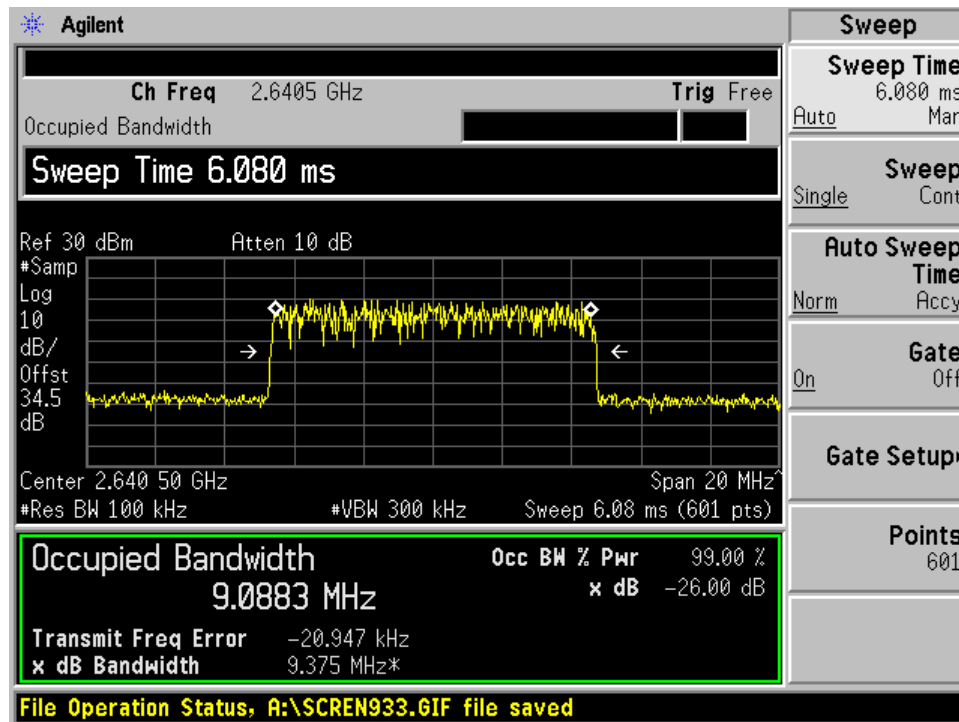 Agilent
Sweep
Ch Freq 2.6405 GHz Trig Free
Occupied Bandwidth
Sweep Time 6.080 ms
Ref 30 dBm Atten 10 dB
#Samp
Log
10
dB/
Offst
34.5
dB
Center 2.640 50 GHz Span 20 MHz^
#Res BW 100 kHz #VBW 300 kHz Sweep 6.08 ms (601 pts)
Occupied Bandwidth Occ BW % Pwr 99.00 %
9.0883 MHz x dB -26.00 dB
Transmit Freq Error -20.947 kHz
x dB Bandwidth 9.375 MHz*
Sweep Time
6.080 ms
Auto Man
Sweep
Single Cont
Auto Sweep
Time
Norm Accy
Gate
On Off
Gate Setup
Points
601
File Operation Status, A:\SCREN933.GIF file saved